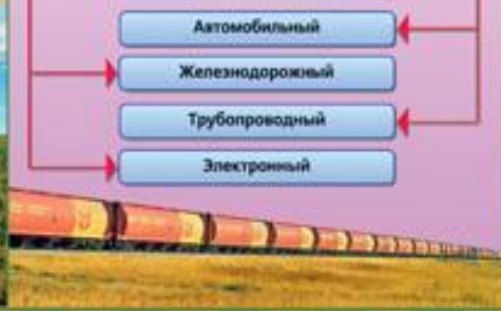 Автомобильный
Железнодорожный
Трубопроводный
Электронный